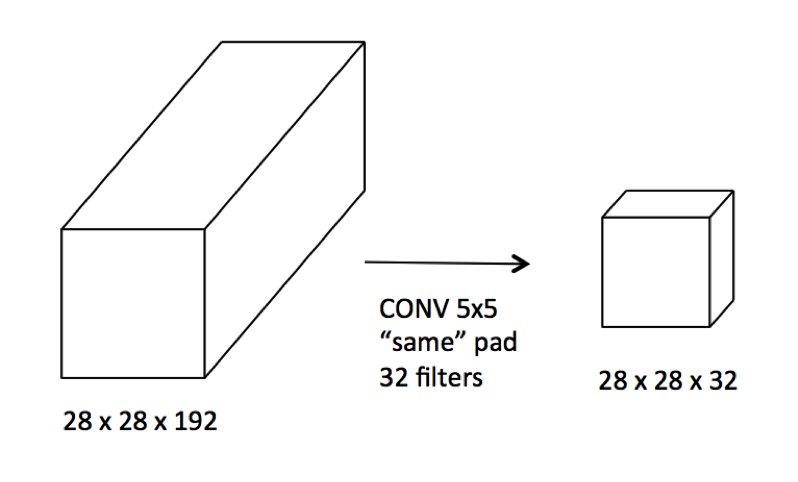 CONV 5x5
“same” pad
32 filters
28 x 28 x 32
28 x 28 x 192